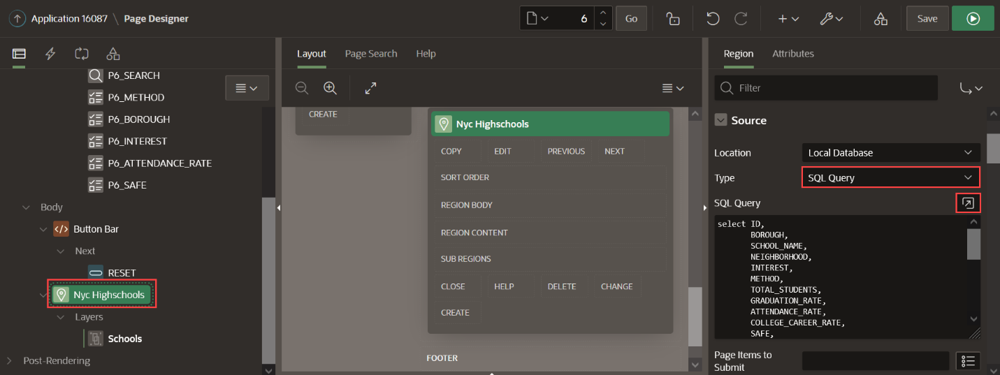 Application 16087 \ Page Designer
6
Go
Save
P6_SEARCH
P6_METHOD
P6_BOROUGH
P6_INTEREST
P6_ATTENDANCE_RATE
P6_SAFE
Body
</> Button Bar
Next
RESET
Nyc Highschools
Layers
Schools
Post-Rendering
Layout Page Search Help
CREATE
Nyc Highschools
COPY EDIT PREVIOUS NEXT
SORT ORDER
REGION BODY
REGION CONTENT
SUB REGIONS
CLOSE HELP DELETE CHANGE
CREATE
FOOTER
Region Attributes
Filter
Source
Location Local Database
Type SQL Query
SQL Query
select ID,
BOROUGH,
SCHOOL_NAME,
NEIGHBORHOOD,
INTEREST,
METHOD,
TOTAL_STUDENTS,
GRADUATION_RATE,
ATTENDANCE_RATE,
COLLEGE_CAREER_RATE,
SAFE,
Page Items to
Submit